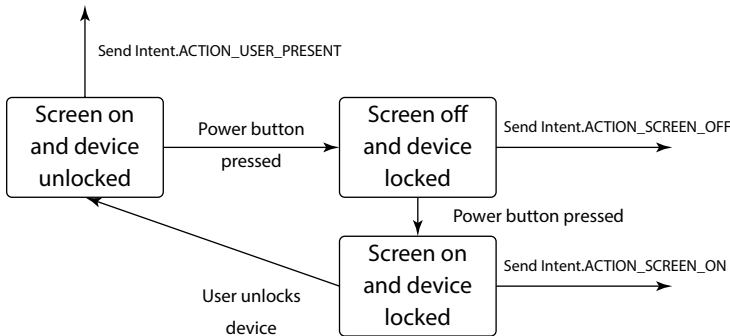 Send Intent.ACTION_USER_PRESENT
Screen on
and device
unlocked
Power button
pressed
Screen off
and device
locked
Send Intent.ACTION_SCREEN_OFF
Power button pressed
Screen on
and device
locked
Send Intent.ACTION_SCREEN_ON
User unlocks
device